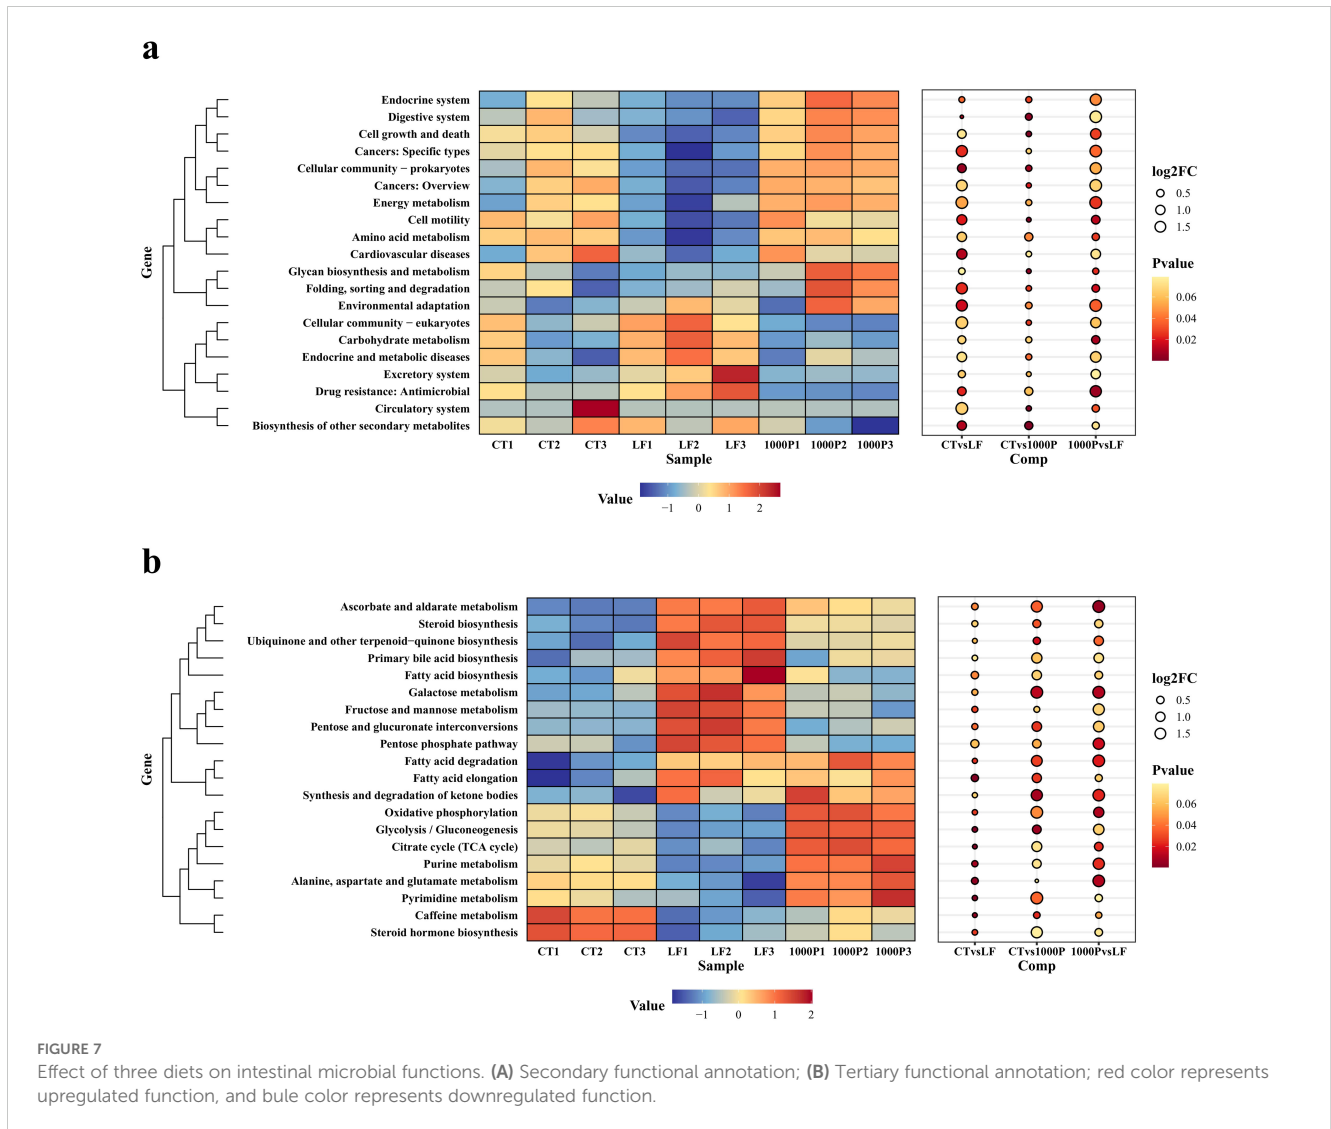 a
Endocrine system
Digestive system
Cell growth and death
Cancers: Specific types
Cellular community − prokaryotes
Cancers: Overview
Energy metabolism
Cell motility
Amino acid metabolism
Cardiovascular diseases
Glycan biosynthesis and metabolism
Folding, sorting and degradation
Environmental adaptation
Cellular community − eukaryotes
Carbohydrate metabolism
Endocrine and metabolic diseases
Excretory system
Drug resistance: Antimicrobial
Circulatory system
Biosynthesis of other secondary metabolites
Gene
CT1 CT2 CT3 LF1 LF2 LF3 1000P1 1000P2 1000P3
Sample
CTvsLF CTvs1000P 1000PvsLF
Comp
log2FC
0.5
1.0
1.5
Pvalue
0.06
0.04
0.02
Value
−1 0 1 2
b
Ascorbate and aldarate metabolism
Steroid biosynthesis
Ubiquinone and other terpenoid−quinone biosynthesis
Primary bile acid biosynthesis
Fatty acid biosynthesis
Galactose metabolism
Fructose and mannose metabolism
Pentose and glucuronate interconversions
Pentose phosphate pathway
Fatty acid degradation
Fatty acid elongation
Synthesis and degradation of ketone bodies
Oxidative phosphorylation
Glycolysis / Gluconeogenesis
Citrate cycle (TCA cycle)
Purine metabolism
Alanine, aspartate and glutamate metabolism
Pyrimidine metabolism
Caffeine metabolism
Steroid hormone biosynthesis
Gene
CT1 CT2 CT3 LF1 LF2 LF3 1000P1 1000P2 1000P3
Sample
CTvsLF CTvs1000P 1000PvsLF
Comp
log2FC
0.5
1.0
1.5
Pvalue
0.06
0.04
0.02
Value
−1 0 1 2
FIGURE 7
Effect of three diets on intestinal microbial functions. (A) Secondary functional annotation; (B) Tertiary functional annotation; red color represents
upregulated function, and bule color represents downregulated function.